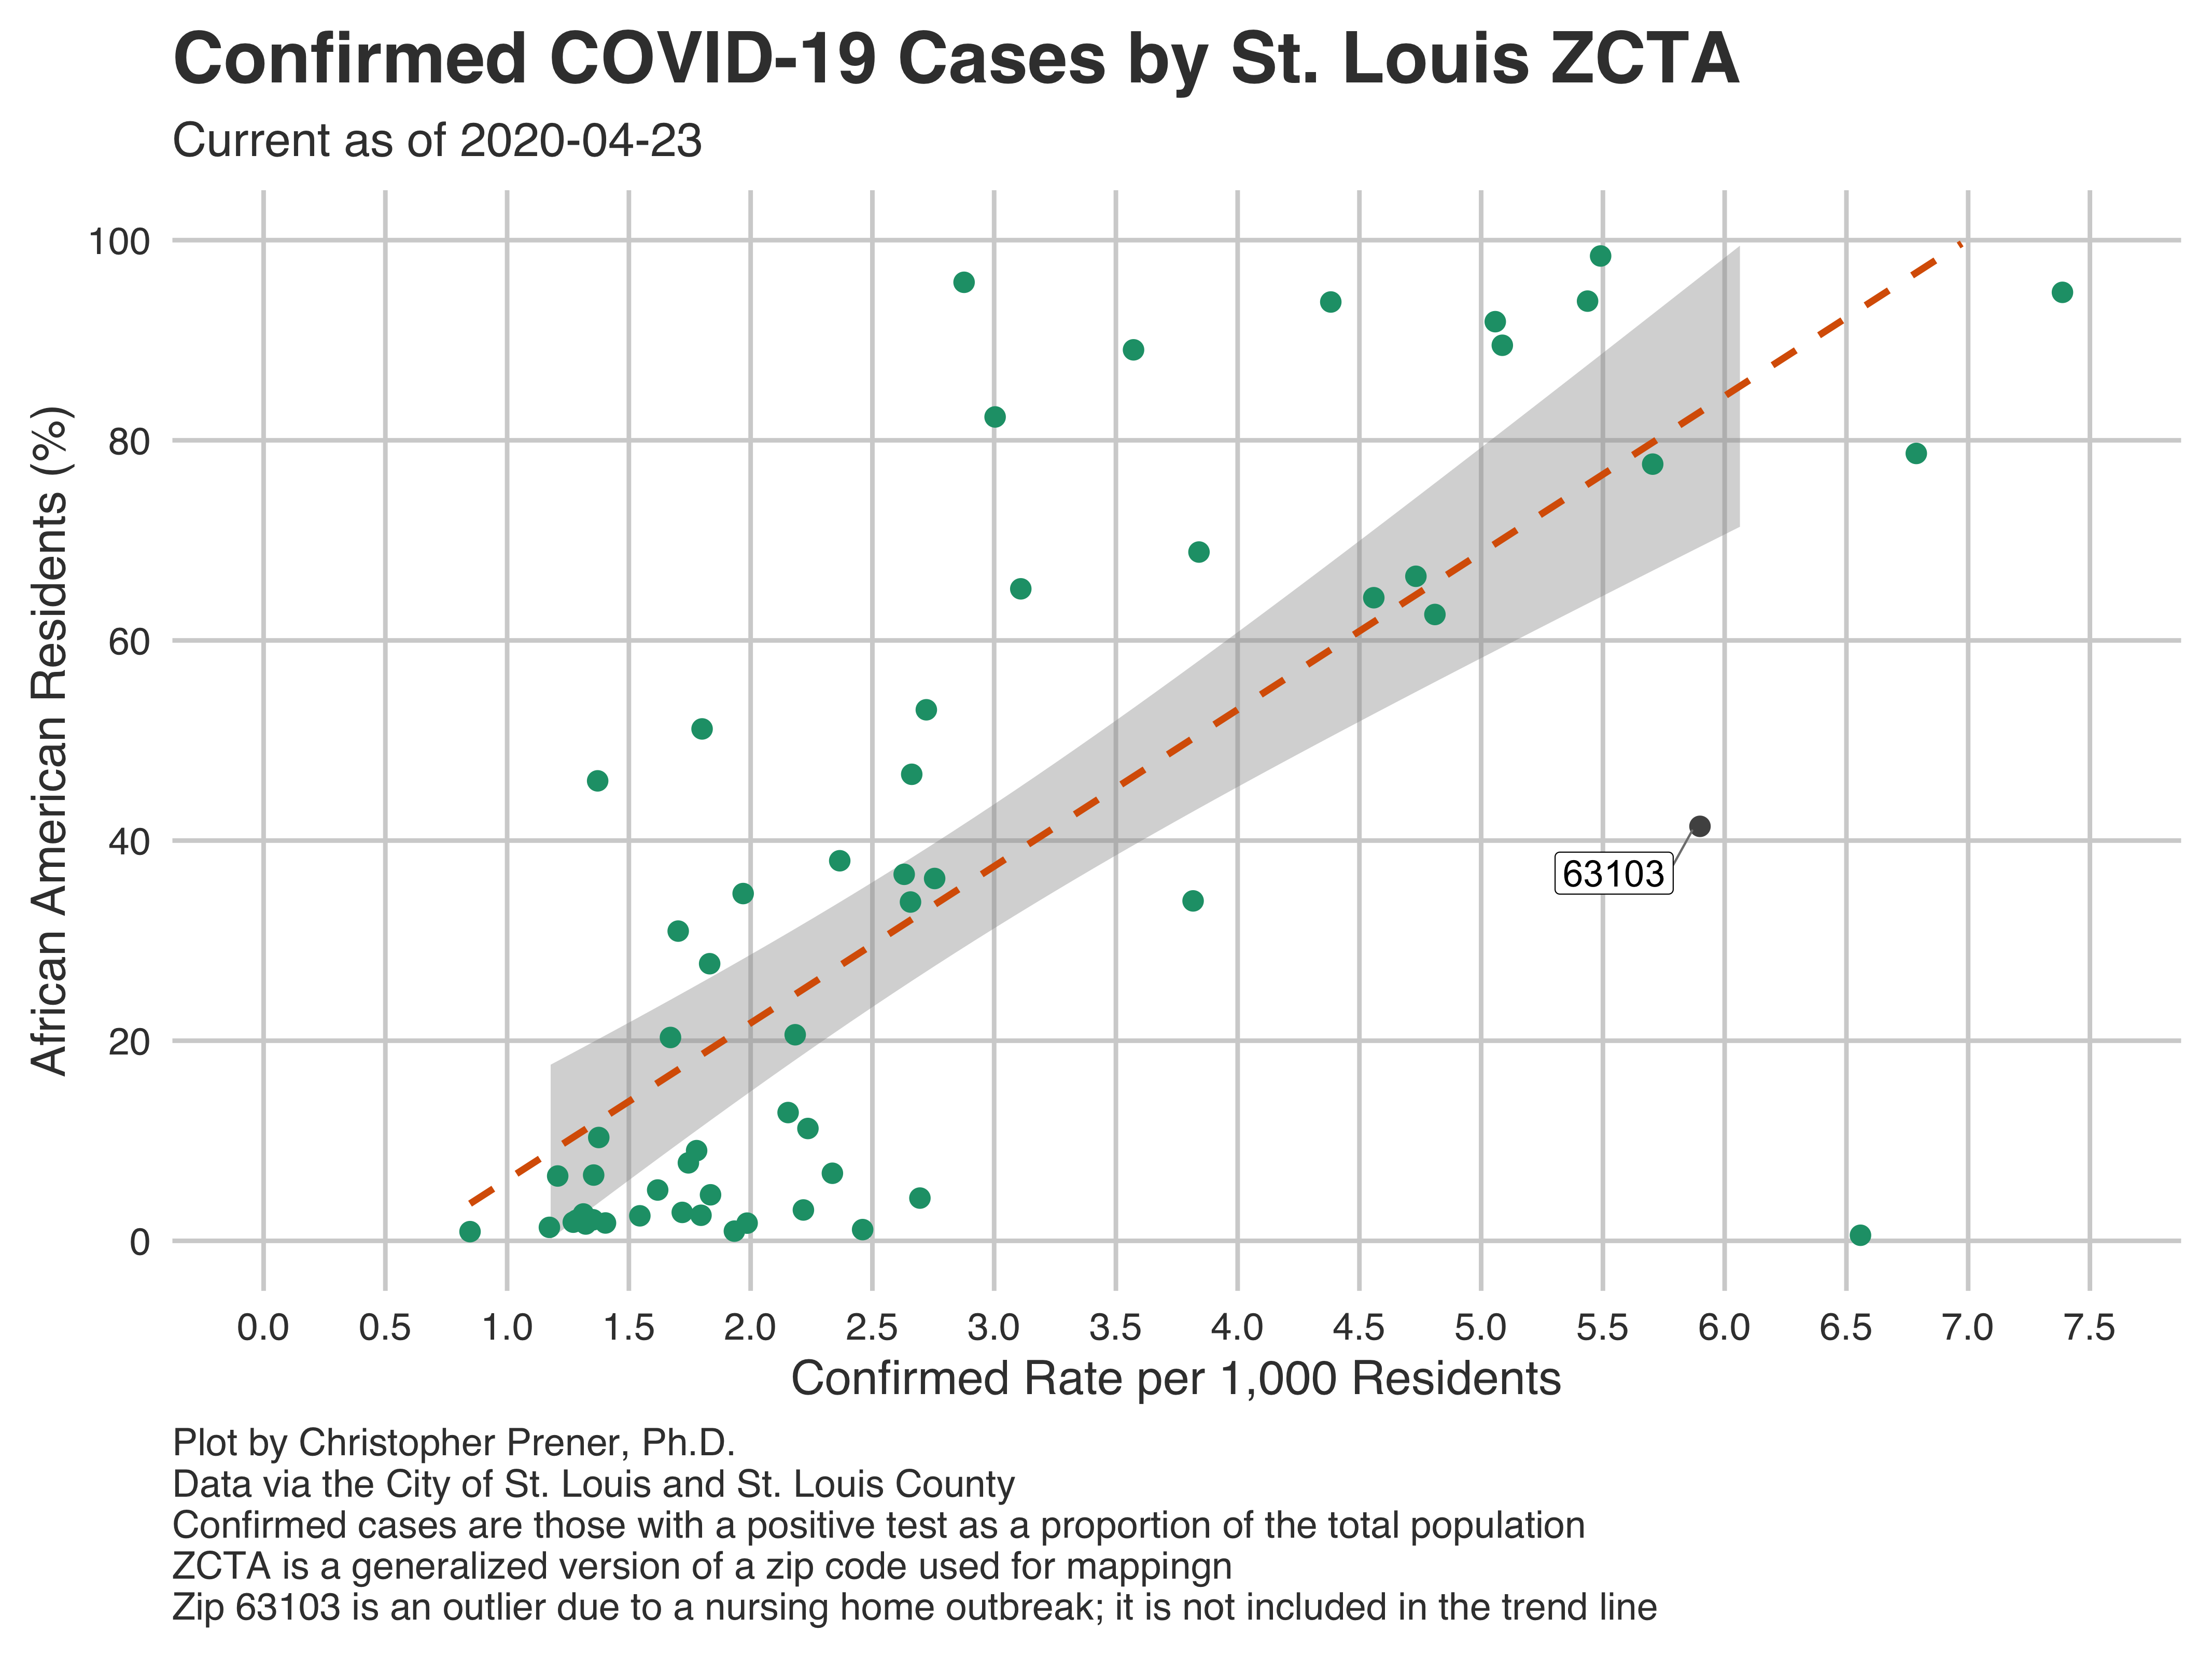 Confirmed COVID-19 Cases by St. Louis ZCTA
Current as of 2020-04-23
African American Residents (%)
100
80
60
40
20
0
63103
0.0 0.5 1.0 1.5 2.0 2.5 3.0 3.5 4.0 4.5 5.0 5.5 6.0 6.5 7.0 7.5
Confirmed Rate per 1,000 Residents
Plot by Christopher Prener, Ph.D.
Data via the City of St. Louis and St. Louis County
Confirmed cases are those with a positive test as a proportion of the total population
ZCTA is a generalized version of a zip code used for mappingn
Zip 63103 is an outlier due to a nursing home outbreak; it is not included in the trend line